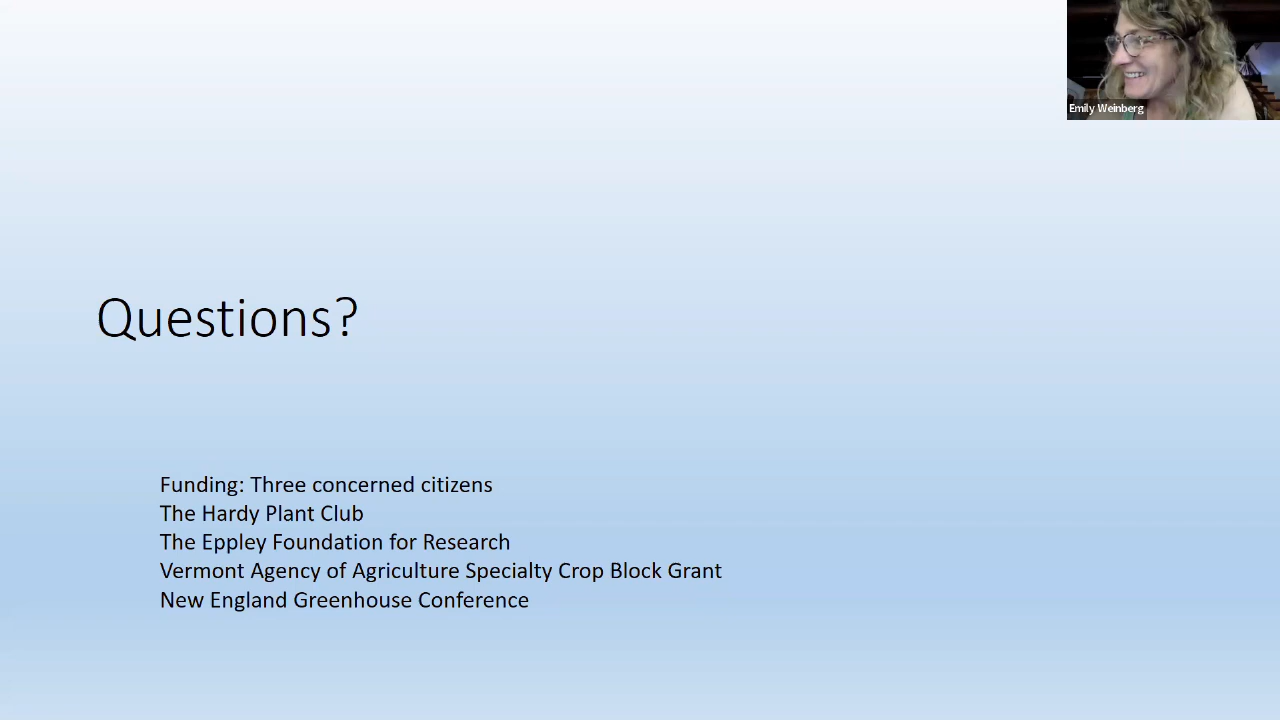 Emily Weinberg
Questions?
Funding: Three concerned citizens
The Hardy Plant Club
The Eppley Foundation for Research
Vermont Agency of Agriculture Specialty Crop Block Grant
New England Greenhouse Conference